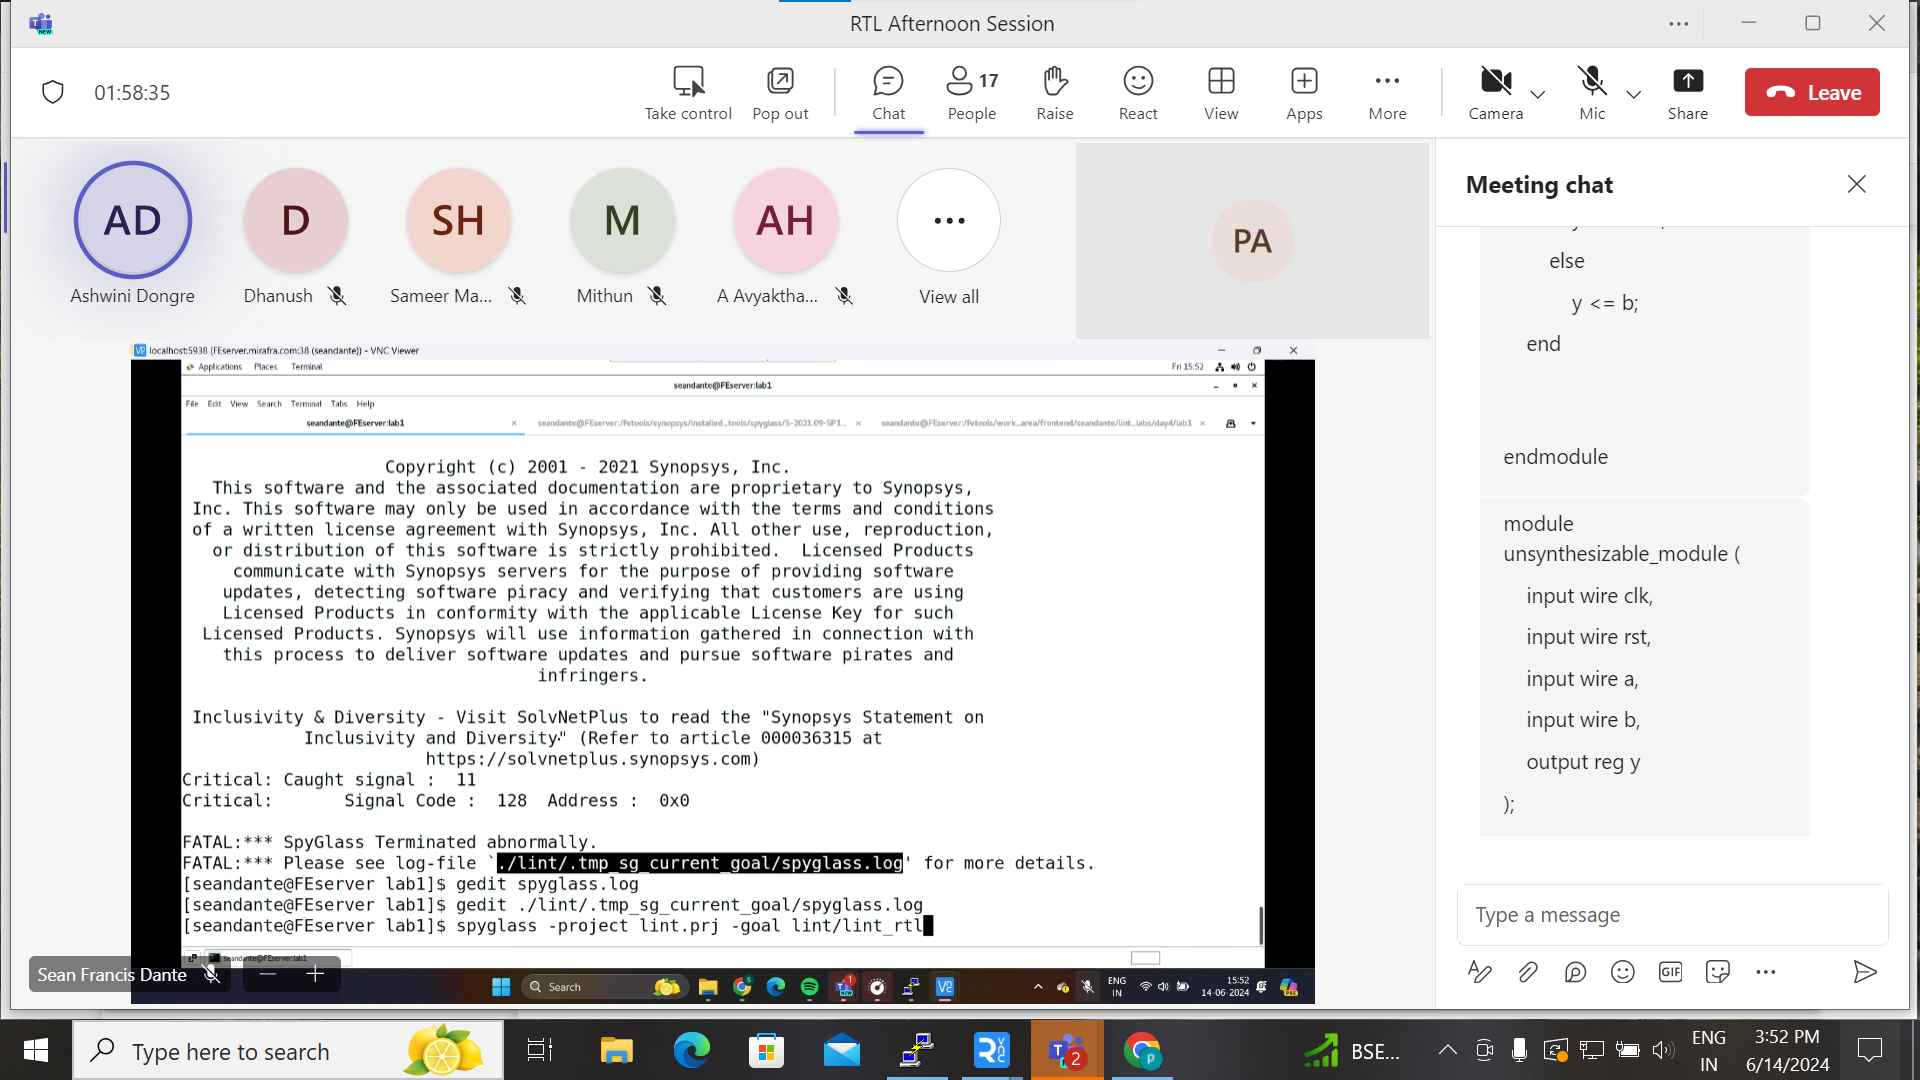 RTL Afternoon Session
01:58:35
Take control
Pop out
Chat
17
People
Raise
React
View
Apps
More
Camera
Mic
Share
Leave
AD
D
SH
M
AH
PA
Ashwini Dongre
Dhanush
Sameer Ma...
Mithun
A Avyaktha...
View all
Meeting chat
else
y <= b;
end
endmodule
module
unsynthesizable_module (
input wire clk,
input wire rst,
input wire a,
input wire b,
output reg y
);
Type a message
GIF
localhost:5938 (FEserver.mirafra.com:38 (seandante)) - VNC Viewer
Applications Places Terminal
Fri 15:52
seandante@FEserver:lab1
File Edit View Search Terminal Tabs Help
seandante@FEserver:lab1
seandante@FEserver:/fetools/synopsys/installed_tools/spyglass/S-2021.09-SP1...
seandante@FEserver:/fetools/work_area/frontend/seandante/lint_labs/day4/lab1
Copyright (c) 2001 - 2021 Synopsys, Inc.
This software and the associated documentation are proprietary to Synopsys,
Inc. This software may only be used in accordance with the terms and conditions
of a written license agreement with Synopsys, Inc. All other use, reproduction,
or distribution of this software is strictly prohibited.  Licensed Products
communicate with Synopsys servers for the purpose of providing software
updates, detecting software piracy and verifying that customers are using
Licensed Products in conformity with the applicable License Key for such
Licensed Products. Synopsys will use information gathered in connection with
this process to deliver software updates and pursue software pirates and
infringers.
Inclusivity & Diversity - Visit SolvNetPlus to read the "Synopsys Statement on
Inclusivity and Diversity" (Refer to article 000036315 at
https://solvnetplus.synopsys.com)
Critical: Caught signal :  11
Critical:       Signal Code :  128  Address :  0x0
FATAL:*** SpyGlass Terminated abnormally.
FATAL:*** Please see log-file `./lint/.tmp_sg_current_goal/spyglass.log' for more details.
[seandante@FEserver lab1]$ gedit spyglass.log
[seandante@FEserver lab1]$ gedit ./lint/.tmp_sg_current_goal/spyglass.log
[seandante@FEserver lab1]$ spyglass -project lint.prj -goal lint/lint_rtl
seandante@FEserver:lab1
Sean Francis Dante
Search
ENG
IN
15:52
14-06-2024
Type here to search
2
BSE...
ENG
IN
3:52 PM
6/14/2024